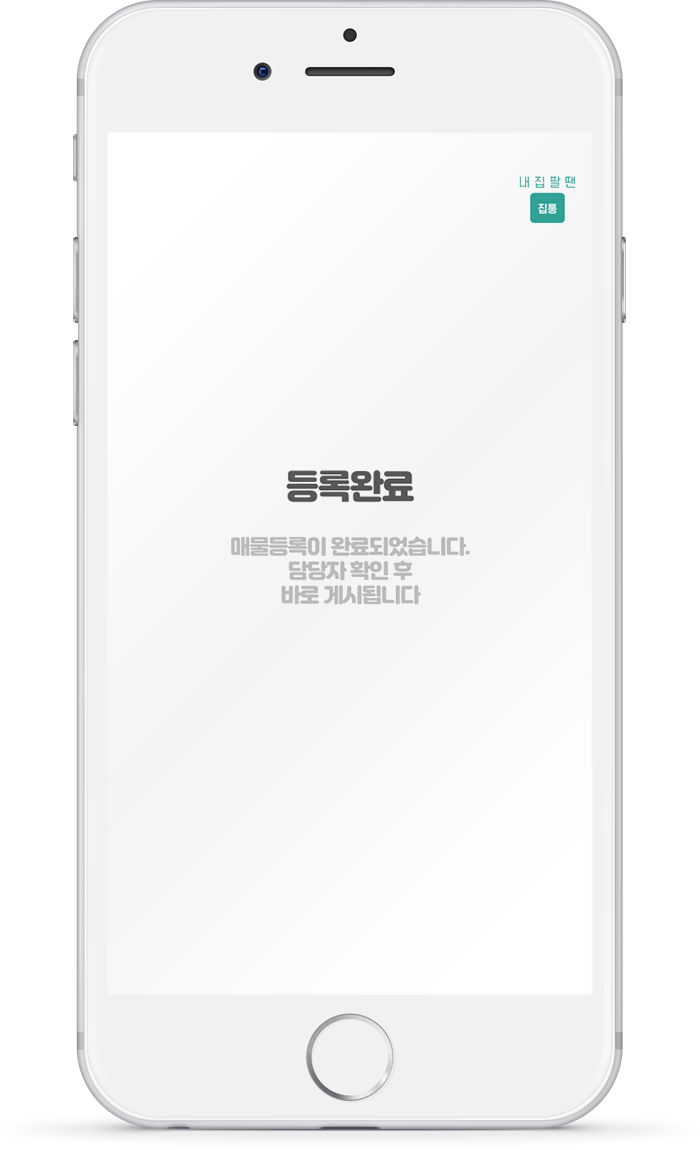 내 집 팔 땐
집통
등록완료
매물등록이 완료되었습니다.
담당자 확인 후
바로 게시됩니다